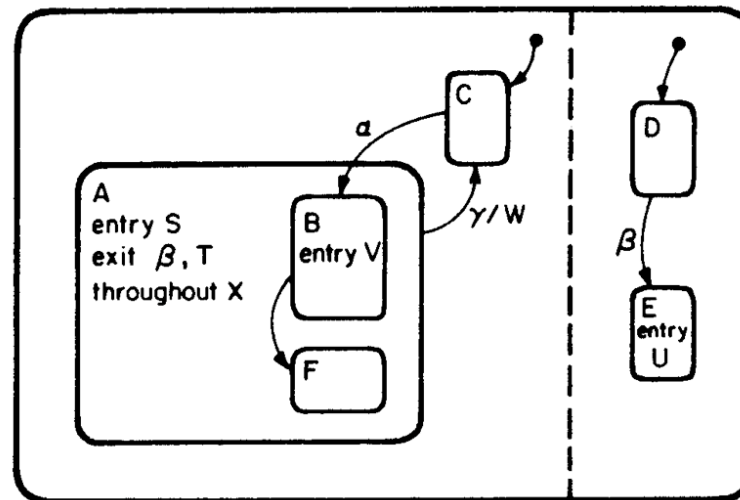 C
α
D
A
entry S
exit β, T
throughout X
B
entry V
γ/W
β
F
E
entry
U